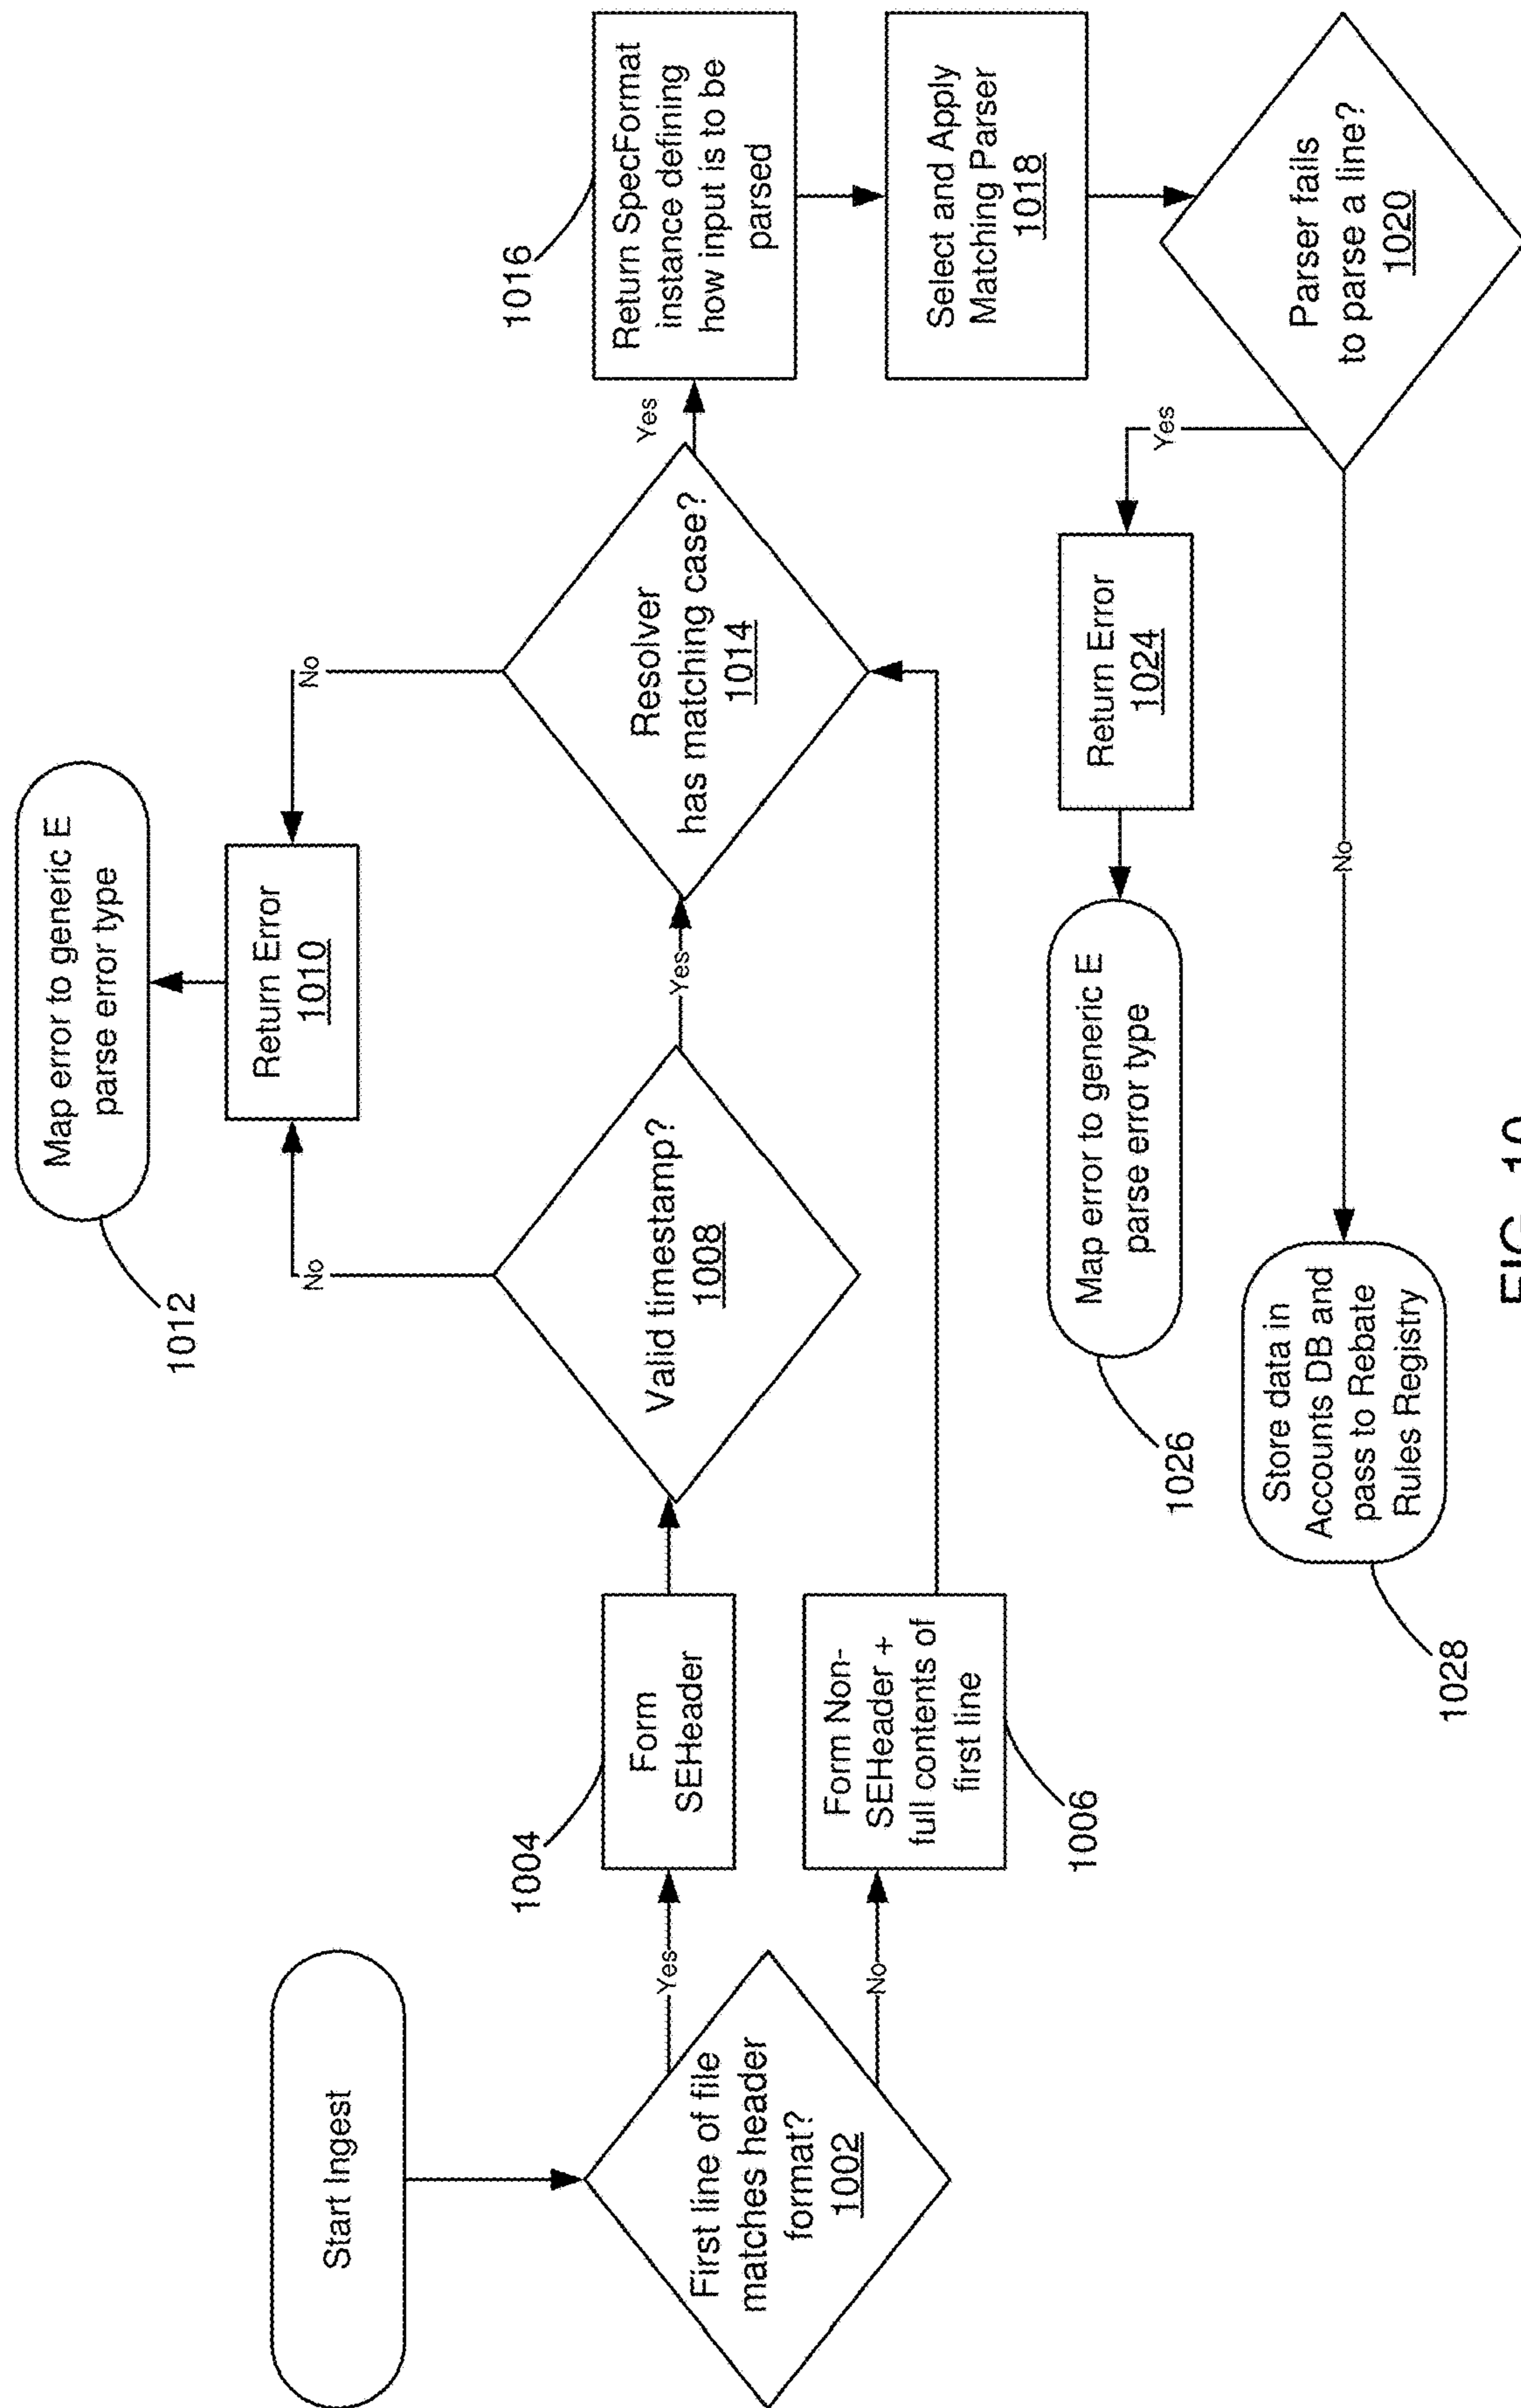 Start Ingest
First line of file
matches header
format?
1002
Yes
No
1004
Form
SEHeader
Form Non-
SEHeader +
full contents of
first line
1006
Valid timestamp?
1008
No
Yes
1012
Map error to generic E
parse error type
Return Error
1010
No
Resolver
has matching case?
1014
Yes
1016
Return SpecFormat
instance defining
how input is to be
parsed
Select and Apply
Matching Parser
1018
Parser fails
to parse a line?
1020
Yes
No
Return Error
1024
Map error to generic E
parse error type
1026
Store data in
Accounts DB and
pass to Rebate
Rules Registry
1028
FIG. 10